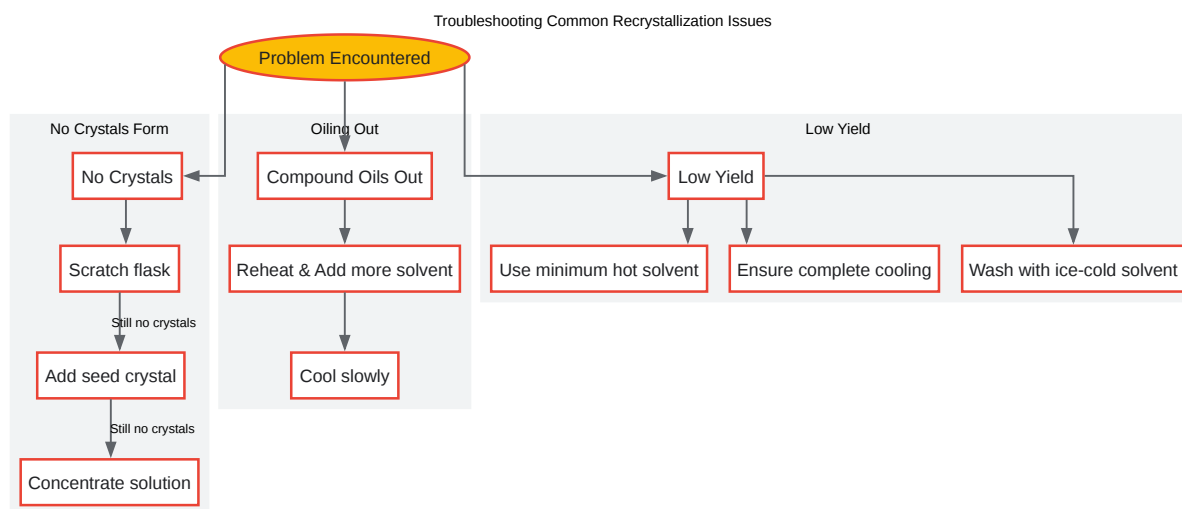 Troubleshooting Common Recrystallization Issues
Problem Encountered
No Crystals Form
No Crystals
Scratch flask
Still no crystals
Add seed crystal
Still no crystals
Concentrate solution
Oiling Out
Compound Oils Out
Reheat & Add more solvent
Cool slowly
Low Yield
Low Yield
Use minimum hot solvent
Ensure complete cooling
Wash with ice-cold solvent